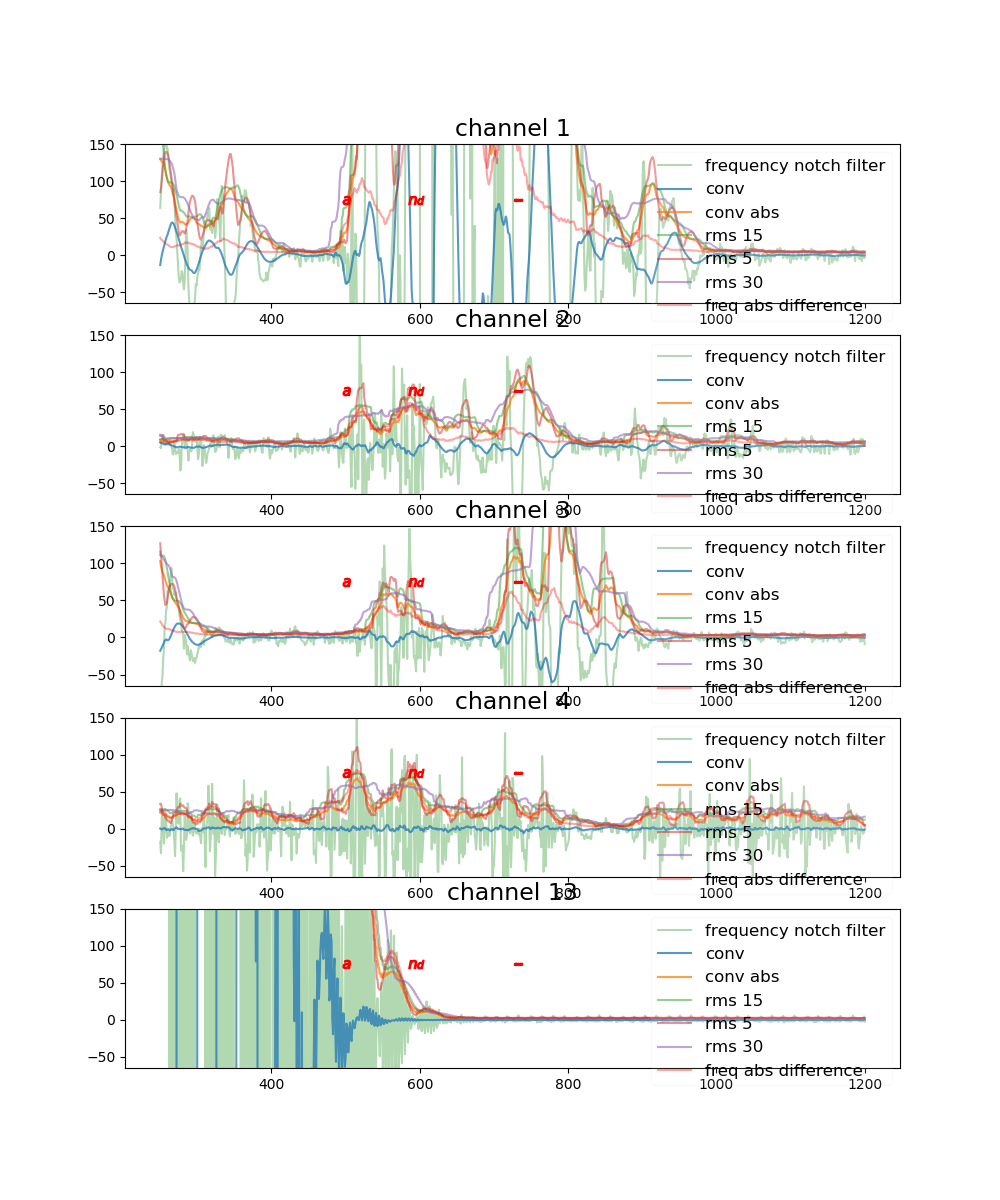 channel 1
150
100
50
0
−50
a nd -
frequency notch filter
conv
conv abs
rms 15
rms 5
rms 30
freq abs difference
400 600 800 1000 1200
channel 2
150
100
50
0
−50
a nd -
frequency notch filter
conv
conv abs
rms 15
rms 5
rms 30
freq abs difference
400 600 800 1000 1200
channel 3
150
100
50
0
−50
a nd -
frequency notch filter
conv
conv abs
rms 15
rms 5
rms 30
freq abs difference
400 600 800 1000 1200
channel 4
150
100
50
0
−50
a nd -
frequency notch filter
conv
conv abs
rms 15
rms 5
rms 30
freq abs difference
400 600 800 1000 1200
channel 13
150
100
50
0
−50
a nd -
frequency notch filter
conv
conv abs
rms 15
rms 5
rms 30
freq abs difference
400 600 800 1000 1200